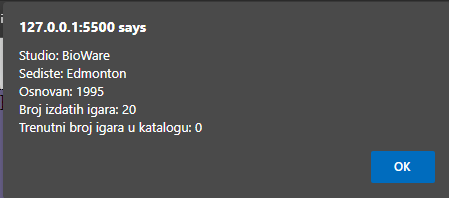 127.0.0.1:5500 says
Studio: BioWare
Sediste: Edmonton
Osnovan: 1995
Broj izdatih igara: 20
Trenutni broj igara u katalogu: 0
OK